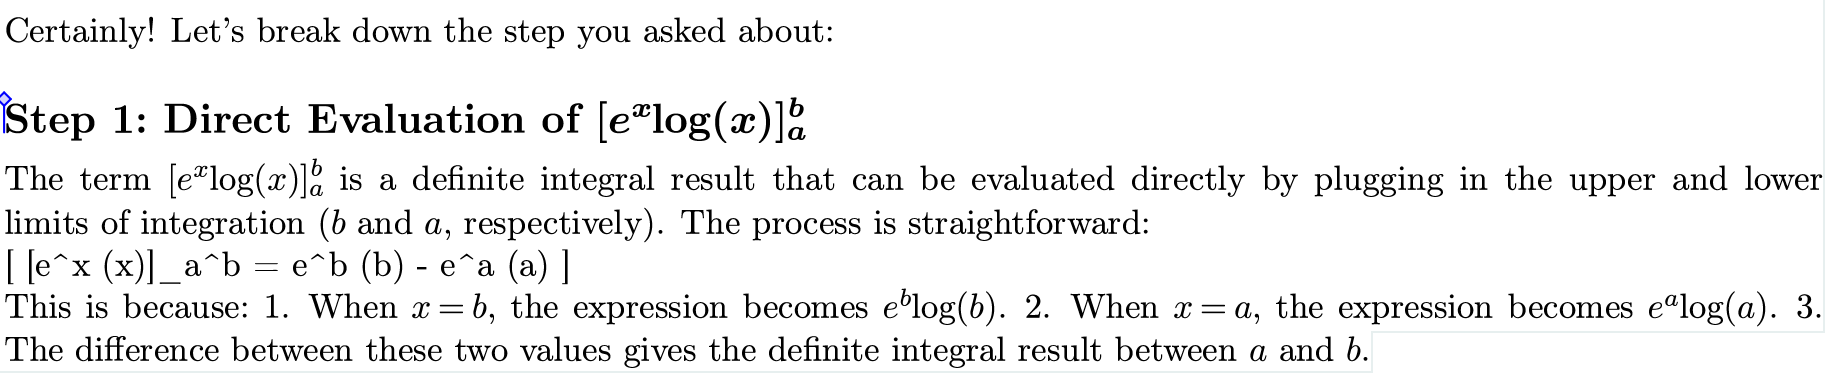 Certainly! Let's break down the step you asked about:
Step 1: Direct Evaluation of [e^x log(x)]_a^b
The term [e^x log(x)]_a^b is a definite integral result that can be evaluated directly by plugging in the upper and lower
limits of integration (b and a, respectively). The process is straightforward:
[ [e^x (x)]_a^b = e^b (b) - e^a (a) ]
This is because: 1. When x = b, the expression becomes e^b log(b). 2. When x = a, the expression becomes e^a log(a). 3.
The difference between these two values gives the definite integral result between a and b.